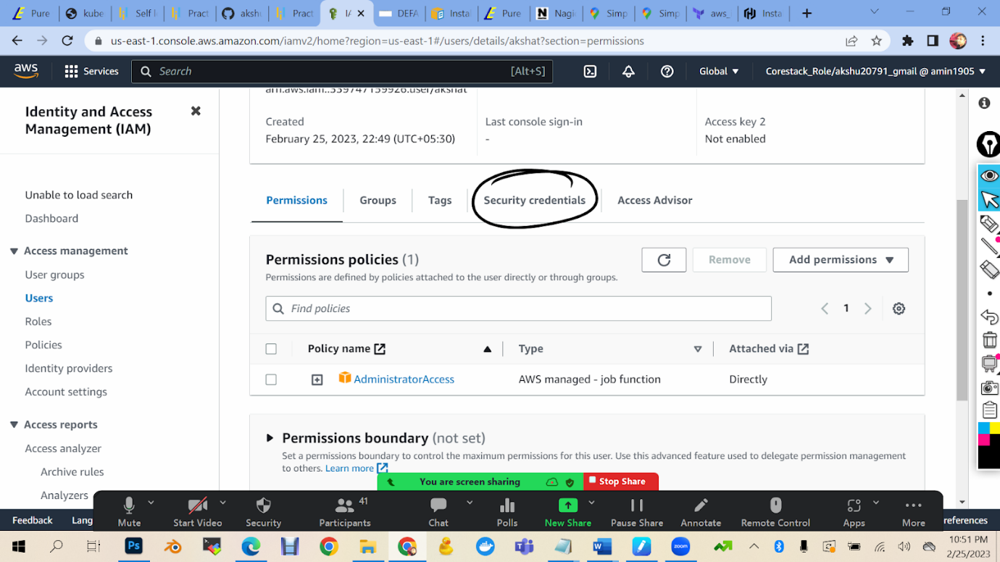 Pure
kube
Self l
Pract
akshu
Pract
IA
DEFA
Instal
Pure
Nagi
Simp
Simp
aws_
Insta
us-east-1.console.aws.amazon.com/iamv2/home?region=us-east-1#/users/details/akshat?section=permissions
aws
Services
Search
[Alt+S]
Global
Corestack_Role/akshu20791_gmail @ amin1905
Identity and Access
Management (IAM)
Unable to load search
Dashboard
Access management
User groups
Users
Roles
Policies
Identity providers
Account settings
Access reports
Access analyzer
Archive rules
Analyzers
Created
February 25, 2023, 22:49 (UTC+05:30)
Last console sign-in
-
Access key 2
Not enabled
Permissions
Groups
Tags
Security credentials
Access Advisor
Permissions policies (1)
Permissions are defined by policies attached to the user directly or through groups.
Remove
Add permissions
Find policies
1
Policy name
Type
Attached via
AdministratorAccess
AWS managed - job function
Directly
Permissions boundary (not set)
Set a permissions boundary to control the maximum permissions for this user. Use this advanced feature used to delegate permission management
to others. Learn more
You are screen sharing
Stop Share
Feedback
Lang
references
Mute
Start Video
Security
Participants
41
Chat
Polls
New Share
Pause Share
Annotate
Remote Control
Apps
More
Ps
W
zoom
10:51 PM
2/25/2023